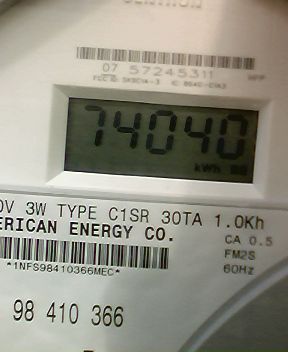 CENTRON
07 57245311
74040
kWh
0V 3W TYPE C1SR 30TA 1.0Kh
ERICAN ENERGY CO.
CA 0.5
FM2S
*1NFS98410366MEC*
60Hz
98 410 366